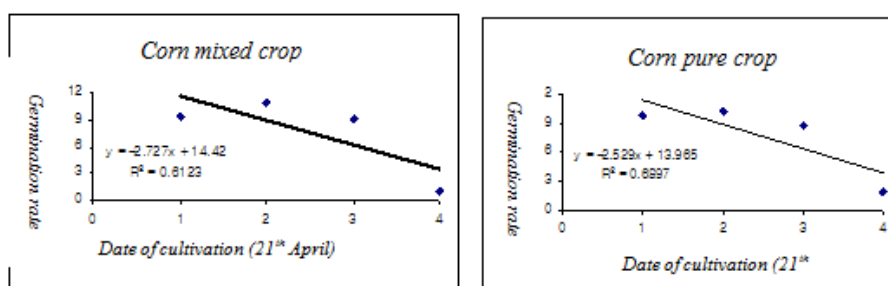 Corn mixed crop
Germination rate
12
9
6
3
0
y = -2.727x + 14.42
R² = 0.6123
0 1 2 3 4
Date of cultivation (21th April)
Corn pure crop
Germination rate
2
9
6
3
0
y = -2.529x + 13.965
R² = 0.6997
0 1 2 3 4
Date of cultivation (21th